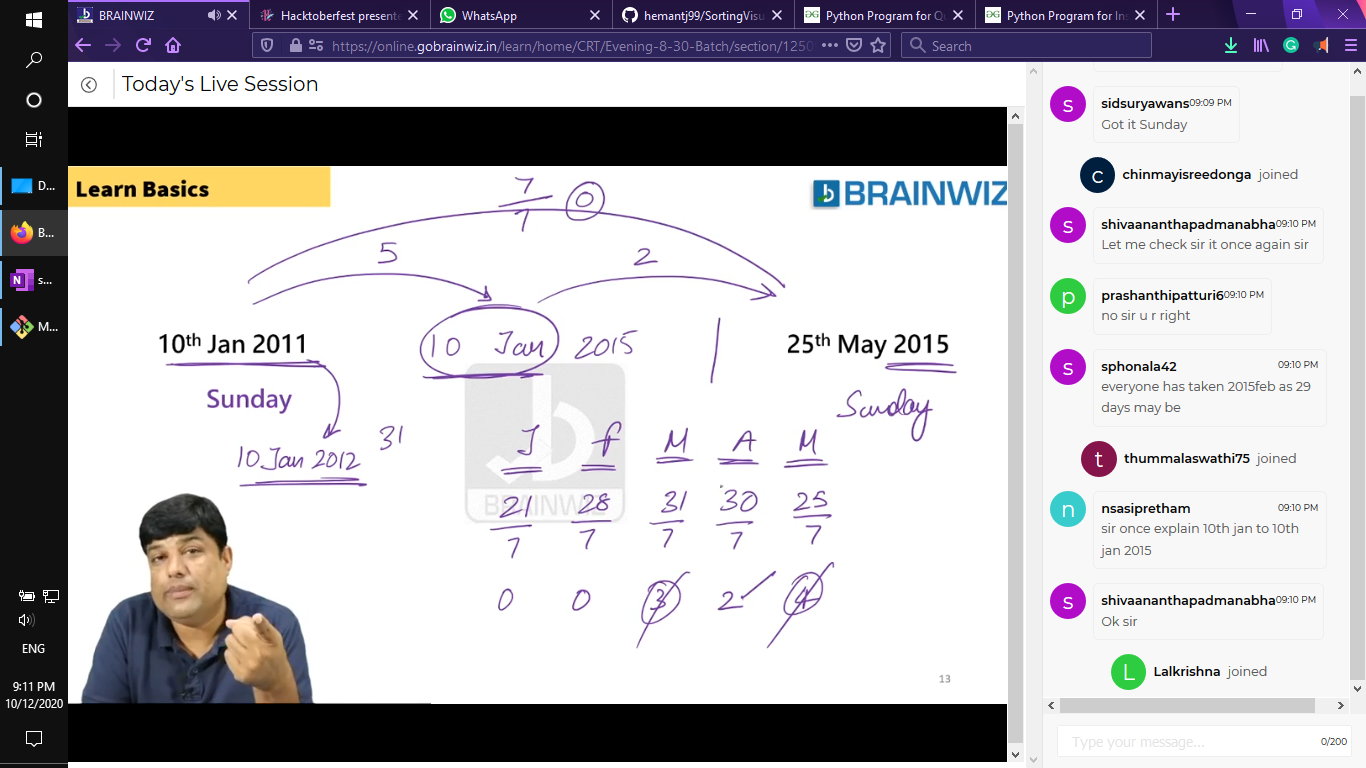 BRAINWIZ
Hacktoberfest presente
WhatsApp
hemantj99/SortingVisu
Python Program for Qu
Python Program for Ins
https://online.gobrainwiz.in/learn/home/CRT/Evening-8-30-Batch/section/1250
Search
Today's Live Session
Learn Basics
BRAINWIZ
7/7 0
5
2
10th Jan 2011
10 Jan 2015
25th May 2015
Sunday
Sunday
10 Jan 2012
31
J f M A M
BRAINWIZ
21 28 31 30 25
7 7 7 7 7
0 0 3 2 4
13
sidsuryawans 09:09 PM
Got it Sunday
c chinmayisreedonga joined
s shivaananthapadmanabha 09:10 PM
Let me check sir it once again sir
p prashanthipatturi6 09:10 PM
no sir u r right
s sphonala42 09:10 PM
everyone has taken 2015feb as 29
days may be
t thummalaswathi75 joined
n nsasipretham 09:10 PM
sir once explain 10th jan to 10th
jan 2015
s shivaananthapadmanabha 09:10 PM
Ok sir
L Lalkrishna joined
Type your message...
0/200
D...
B...
s...
M...
ENG
9:11 PM
10/12/2020